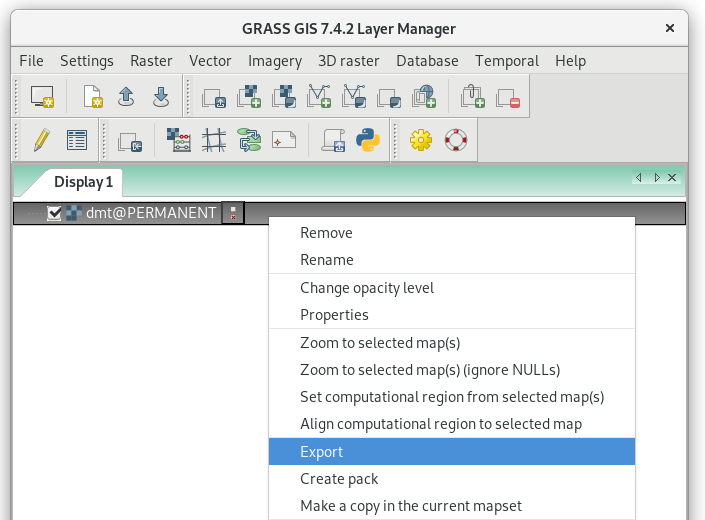 GRASS GIS 7.4.2 Layer Manager
File Settings Raster Vector Imagery 3D raster Database Temporal Help
Display 1
dmt@PERMANENT
Remove
Rename
Change opacity level
Properties
Zoom to selected map(s)
Zoom to selected map(s) (ignore NULLs)
Set computational region from selected map(s)
Align computational region to selected map
Export
Create pack
Make a copy in the current mapset